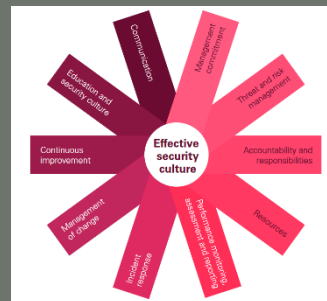 Communication
Management
commitment
Threat and risk
management
Accountability and
responsibilities
Resources
Performance monitoring,
assessment and reporting
Incident
response
Management
of change
Continuous
improvement
Education and
security culture
Effective
security
culture